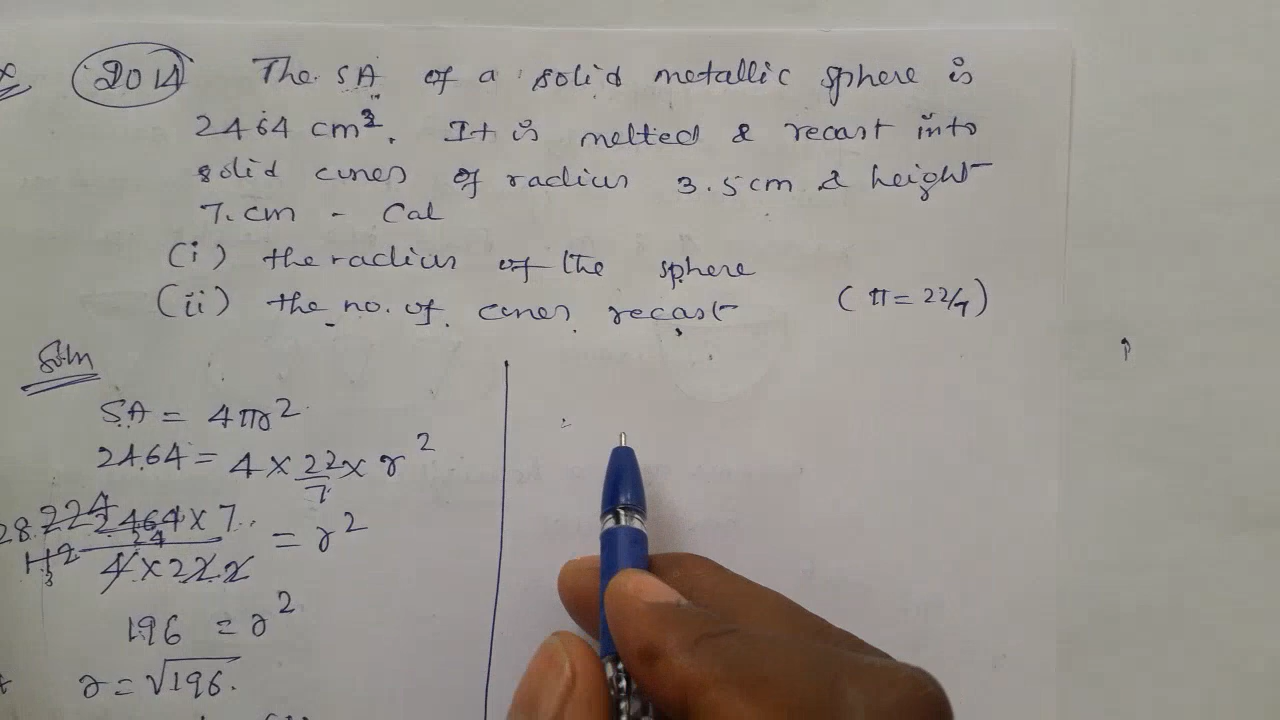 2014 The SA of a solid metallic sphere is
2464 cm². It is melted & recast into
solid cones of radius 3.5cm & height
7.cm - Cal
(i) the radius of the sphere
(ii) the no. of cones recast (π = 22/7)
Soln
SA = 4πr²
2464 = 4 × 22/7 × r²
2464 × 7 / 4 × 22 = r²
196 = r²
r = √196.